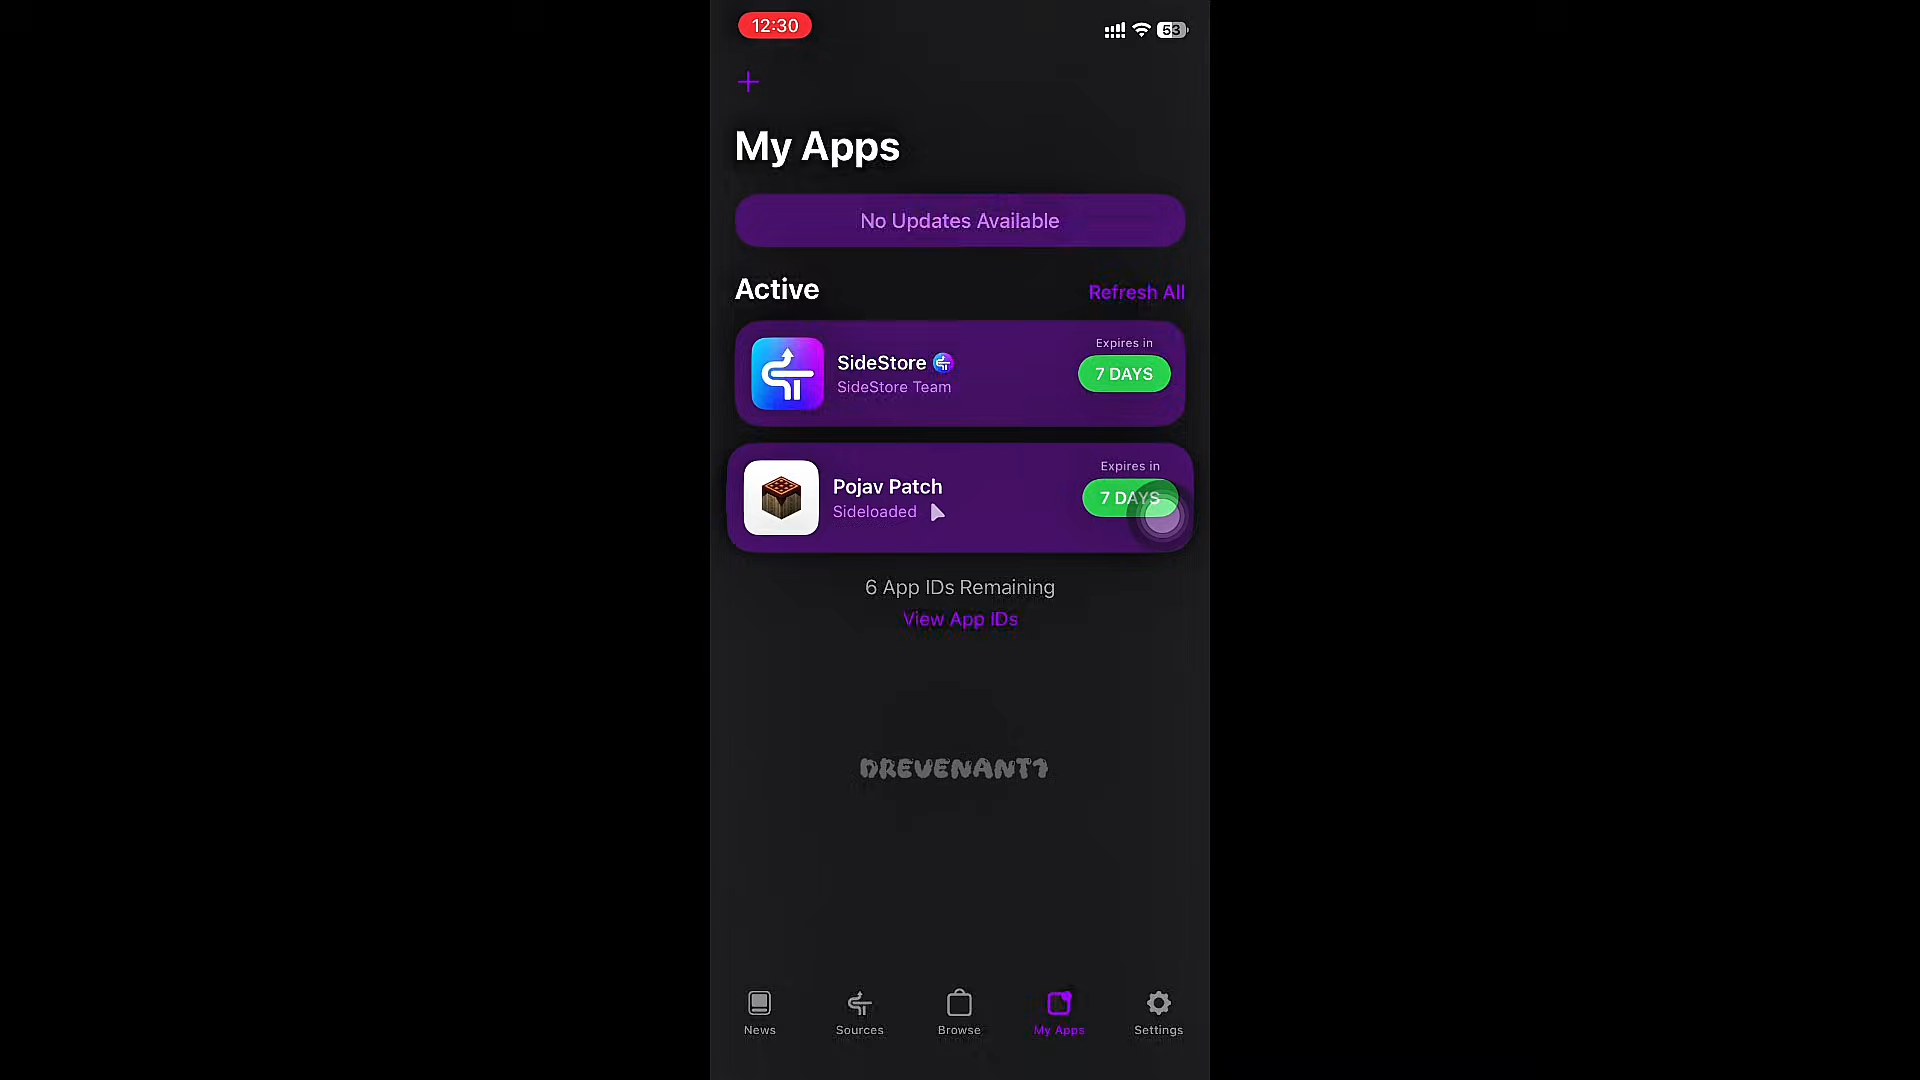 12:30
53
My Apps
No Updates Available
Active
Refresh All
SideStore
SideStore Team
Expires in
7 DAYS
Pojav Patch
Sideloaded
Expires in
7 DAYS
6 App IDs Remaining
View App IDs
DREVENANT7
News
Sources
Browse
My Apps
Settings